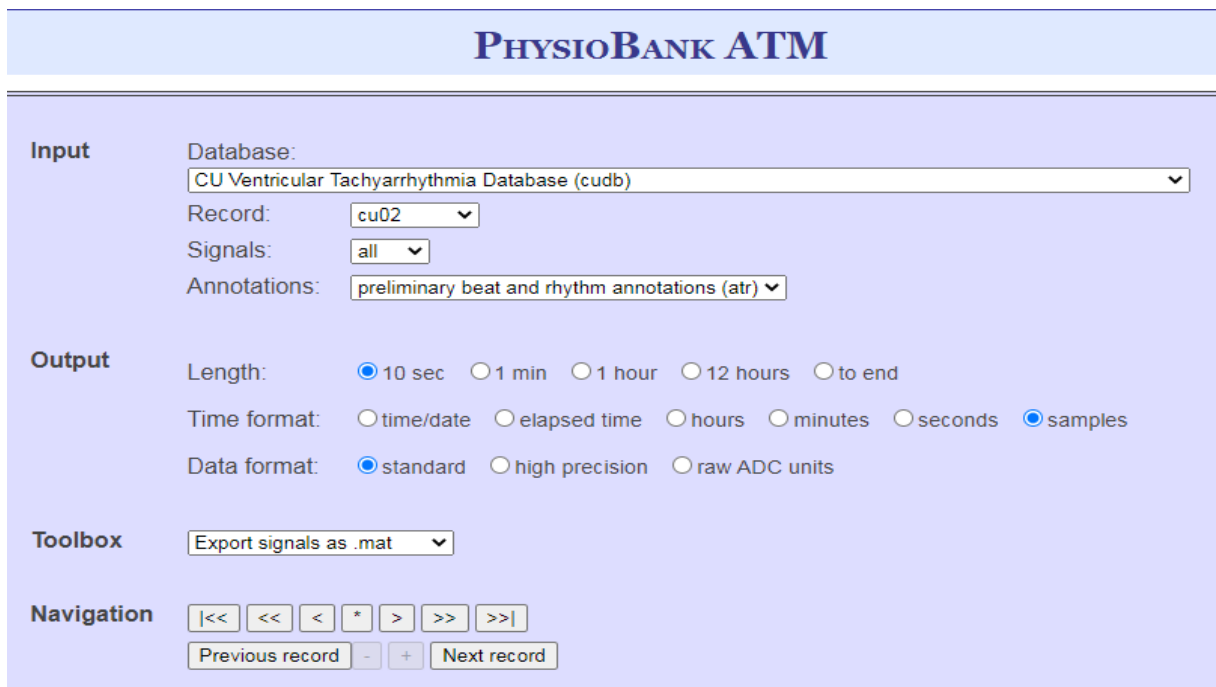 PHYSIOBANK ATM
Input Database:
CU Ventricular Tachyarrhythmia Database (cudb)
Record: cu02
Signals: all
Annotations: preliminary beat and rhythm annotations (atr)
Output Length: 10 sec 1 min 1 hour 12 hours to end
Time format: time/date elapsed time hours minutes seconds samples
Data format: standard high precision raw ADC units
Toolbox Export signals as .mat
Navigation |<< << < * > >> >>|
Previous record - + Next record